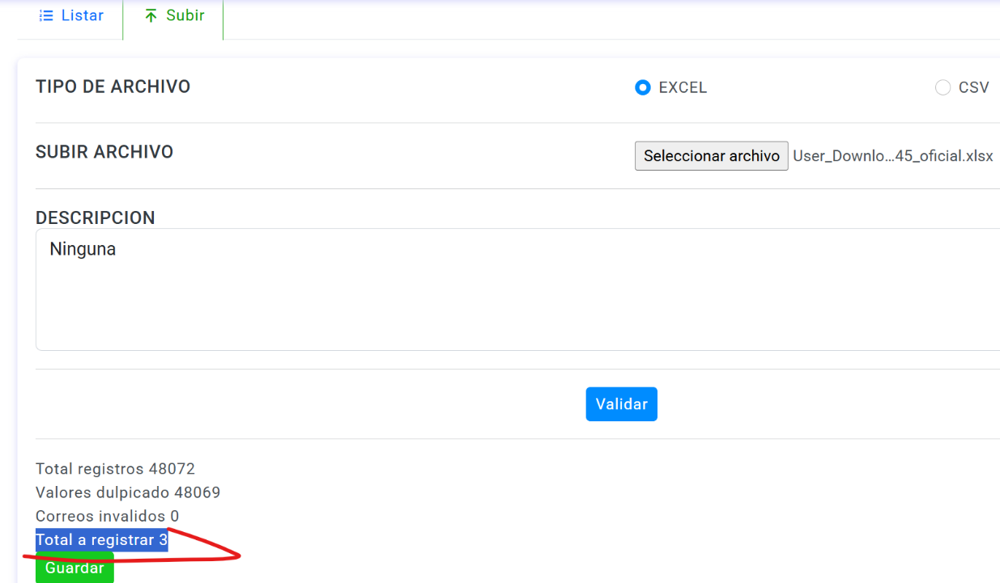 Listar Subir
TIPO DE ARCHIVO EXCEL CSV
SUBIR ARCHIVO Seleccionar archivo User_Downlo...45_oficial.xlsx
DESCRIPCION
Ninguna
Validar
Total registros 48072
Valores dulpicado 48069
Correos invalidos 0
Total a registrar 3
Guardar